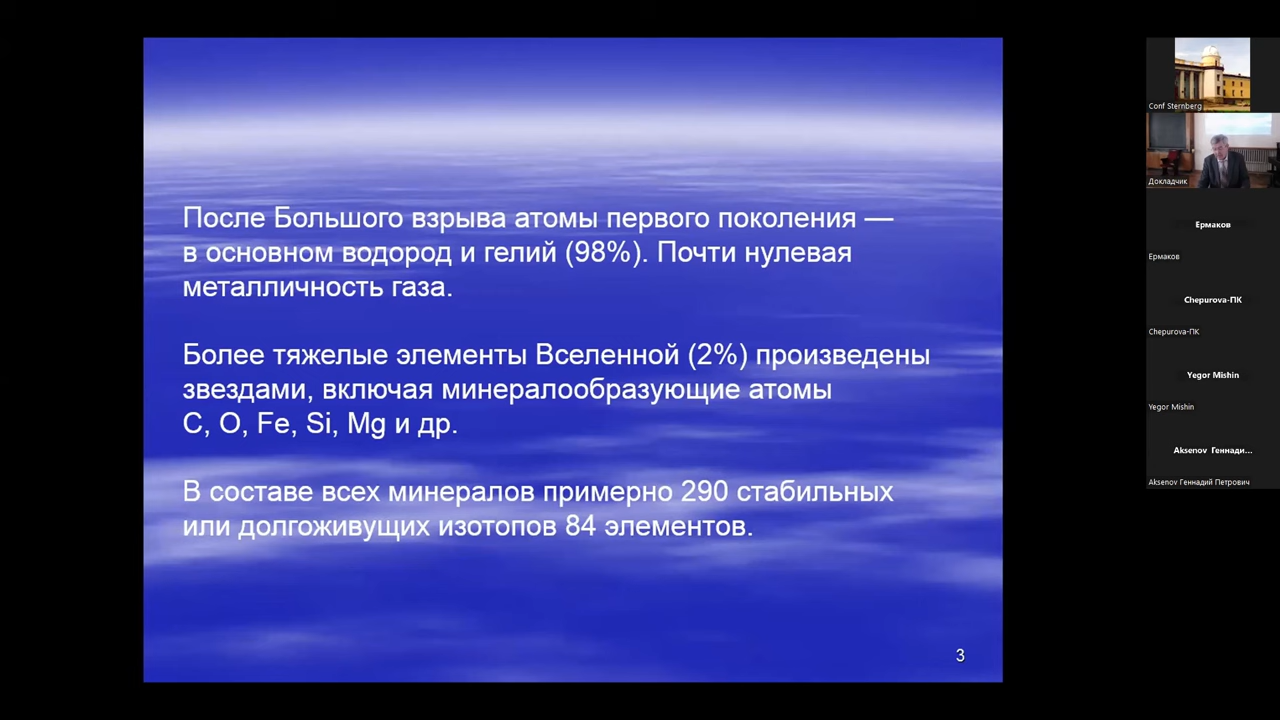 После Большого взрыва атомы первого поколения —
в основном водород и гелий (98%). Почти нулевая
металличность газа.
Более тяжелые элементы Вселенной (2%) произведены
звездами, включая минералообразующие атомы
C, O, Fe, Si, Mg и др.
В составе всех минералов примерно 290 стабильных
или долгоживущих изотопов 84 элементов.
3
Conf Sternberg
Докладчик
Ермаков
Ермаков
Chepurova-ПК
Chepurova-ПК
Yegor Mishin
Yegor Mishin
Aksenov Геннади...
Aksenov Геннадий Петрович